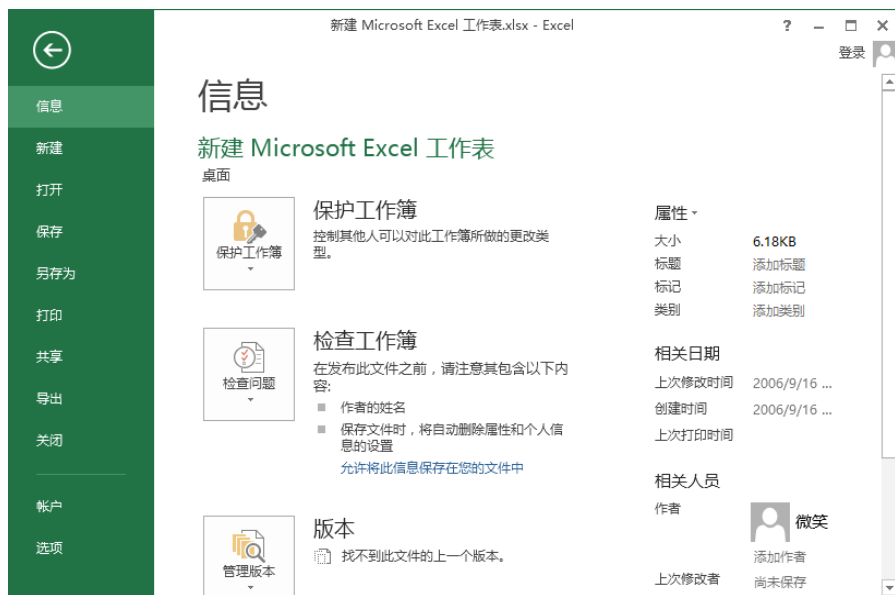 新建 Microsoft Excel 工作表.xlsx - Excel
?
登录
信息
新建
打开
保存
另存为
打印
共享
导出
关闭
帐户
选项
信息
新建 Microsoft Excel 工作表
桌面
保护工作簿
保护工作簿
控制其他人可以对此工作簿所做的更改类
型。
检查问题
检查工作簿
在发布此文件之前，请注意其包含以下内
容:
作者的姓名
保存文件时，将自动删除属性和个人信
息的设置
允许将此信息保存在您的文件中
管理版本
版本
找不到此文件的上一个版本。
属性
大小 6.18KB
标题 添加标题
标记 添加标记
类别 添加类别
相关日期
上次修改时间 2006/9/16 ...
创建时间 2006/9/16 ...
上次打印时间
相关人员
作者 微笑
添加作者
上次修改者 尚未保存